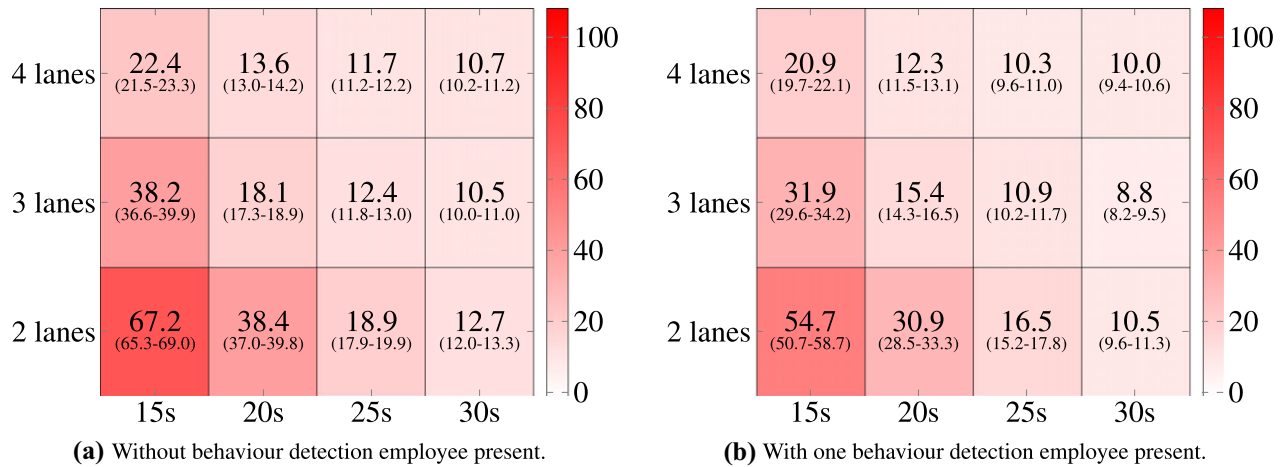 4 lanes 22.4 13.6 11.7 10.7
(21.5-23.3) (13.0-14.2) (11.2-12.2) (10.2-11.2)
3 lanes 38.2 18.1 12.4 10.5
(36.6-39.9) (17.3-18.9) (11.8-13.0) (10.0-11.0)
2 lanes 67.2 38.4 18.9 12.7
(65.3-69.0) (37.0-39.8) (17.9-19.9) (12.0-13.3)
15s 20s 25s 30s
100
80
60
40
20
0
(a) Without behaviour detection employee present.
4 lanes 20.9 12.3 10.3 10.0
(19.7-22.1) (11.5-13.1) (9.6-11.0) (9.4-10.6)
3 lanes 31.9 15.4 10.9 8.8
(29.6-34.2) (14.3-16.5) (10.2-11.7) (8.2-9.5)
2 lanes 54.7 30.9 16.5 10.5
(50.7-58.7) (28.5-33.3) (15.2-17.8) (9.6-11.3)
15s 20s 25s 30s
100
80
60
40
20
0
(b) With one behaviour detection employee present.